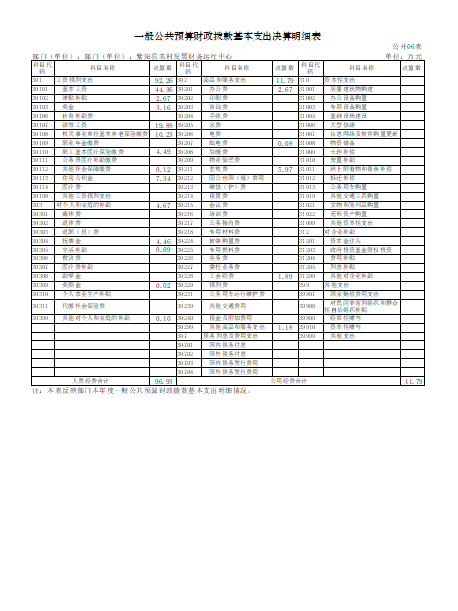 一般公共预算财政拨款基本支出决算明细表
公开06表
部门（单位）：部门（单位）：紫阳县农村发展财务运行中心 单位：万元
科目代码 科目名称 决算数 科目代码 科目名称 决算数 科目代码 科目名称 决算数
301 工资福利支出 92.26 302 商品和服务支出 11.79 310 资本性支出
30101 基本工资 44.36 30201 办公费 2.67 31001 房屋建筑物购建
30102 津贴补贴 2.67 30202 印刷费 31002 办公设备购置
30103 奖金 3.16 30203 咨询费 31003 专用设备购置
30106 伙食补助费 30204 手续费 31005 基础设施建设
30107 绩效工资 19.88 30205 水费 31006 大型修缮
30108 机关事业单位基本养老保险缴费 10.23 30206 电费 31007 信息网络及软件购置更新
30109 职业年金缴费 30207 邮电费 0.08 31008 物资储备
30110 职工基本医疗保险缴费 4.49 30208 取暖费 31009 土地补偿
30111 公务员医疗补助缴费 30209 物业管理费 31010 安置补助
30112 其他社会保障缴费 0.12 30211 差旅费 5.97 31011 地上附着物和青苗补偿
30113 住房公积金 7.34 30212 因公出国（境）费用 31012 拆迁补偿
30114 医疗费 30213 维修（护）费 31013 公务用车购置
30199 其他工资福利支出 30214 租赁费 31019 其他交通工具购置
303 对个人和家庭的补助 4.67 30215 会议费 31021 文物和陈列品购置
30301 离休费 30216 培训费 31022 无形资产购置
30302 退休费 30217 公务接待费 31099 其他资本性支出
30303 退职（役）费 30218 专用材料费 312 对企业补助
30304 抚恤金 4.46 30224 被装购置费 31201 资本金注入
30305 生活补助 0.09 30225 专用燃料费 31203 政府投资基金股权投资
30306 救济费 30226 劳务费 31204 费用补贴
30307 医疗费补助 30227 委托业务费 31205 利息补贴
30308 助学金 30228 工会经费 1.89 31299 其他对企业补助
30309 奖励金 0.02 30229 福利费 399 其他支出
30310 个人农业生产补贴 30231 公务用车运行维护费 39907 国家赔偿费用支出
30311 代缴社会保险费 30239 其他交通费用 39908 对民间非营利组织和群众性自治组织补贴
30399 其他对个人和家庭的补助 0.10 30240 税金及附加费用 39909 经常性赠与
30299 其他商品和服务支出 1.18 39910 资本性赠与
307 债务利息及费用支出 39999 其他支出
30701 国内债务付息
30702 国外债务付息
30703 国内债务发行费用
30704 国外债务发行费用
人员经费合计 96.93 公用经费合计 11.79
注：本表反映部门本年度一般公共预算财政拨款基本支出明细情况。